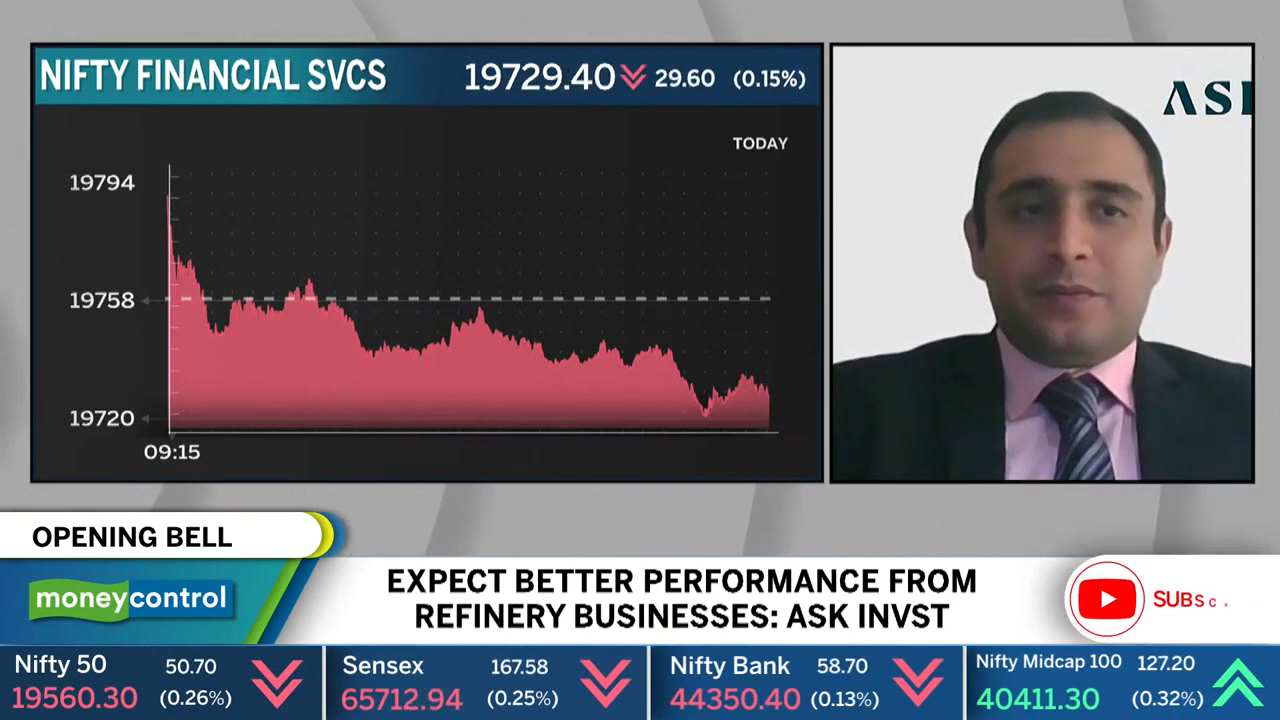 NIFTY FINANCIAL SVCS
19729.40 29.60 (0.15%)
TODAY
19794
19758
19720
09:15
OPENING BELL
moneycontrol
EXPECT BETTER PERFORMANCE FROM
REFINERY BUSINESSES: ASK INVST
Nifty 50 50.70
19560.30 (0.26%)
Sensex 167.58
65712.94 (0.25%)
Nifty Bank 58.70
44350.40 (0.13%)
Nifty Midcap 100 127.20
40411.30 (0.32%)